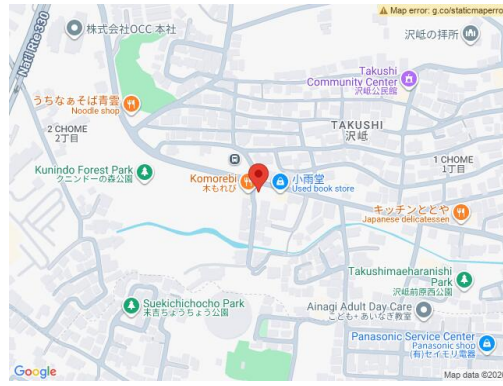 Map error: g.co/staticmaperro
株式会社OCC 本社
沢岻の拝所
Natl Rte 330
Takushi
Community Center
沢岻公民館
うちなぁそば青雲
Noodle shop
TAKUSHI
沢岻
2 CHOME
2丁目
1 CHOME
1丁目
Kunindo Forest Park
クニンドーの森公園
Komorebi
木もれび
小雨堂
Used book store
キッチンととや
Japanese delicatessen
Takushimaeharanishi
Park
沢岻前原西公園
Suekichichocho Park
末吉ちょうちょう公園
Ainagi Adult Day Care
こども+あいなぎ教室
Panasonic Service Center
Panasonic shop
(有)セイモリ電器
Google
Map data ©2026